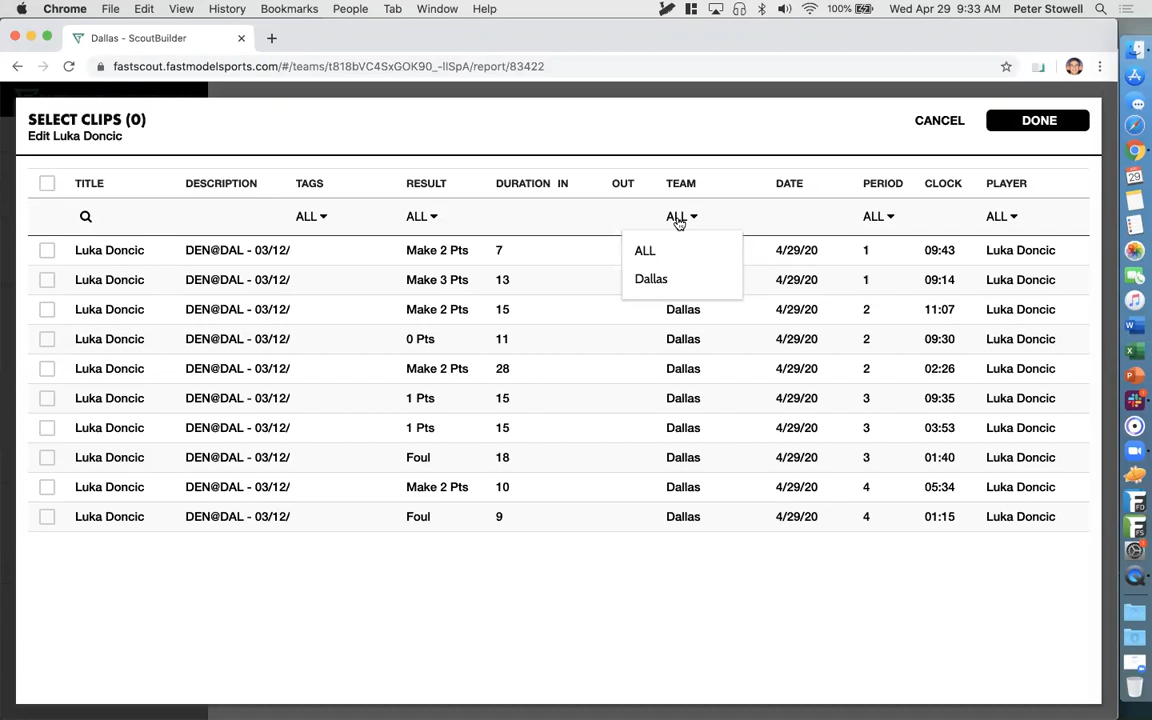 Chrome File Edit View History Bookmarks People Tab Window Help 100% Wed Apr 29 9:33 AM Peter Stowell
Dallas - ScoutBuilder
fastscout.fastmodelsports.com/#/teams/t818bVC4SxGOK90_-IISpA/report/83422
SELECT CLIPS (0)
Edit Luka Doncic
CANCEL DONE
TITLE DESCRIPTION TAGS RESULT DURATION IN OUT TEAM DATE PERIOD CLOCK PLAYER
ALL ALL ALL ALL ALL
ALL
Dallas
Luka Doncic DEN@DAL - 03/12/ Make 2 Pts 7 4/29/20 1 09:43 Luka Doncic
Luka Doncic DEN@DAL - 03/12/ Make 3 Pts 13 4/29/20 1 09:14 Luka Doncic
Luka Doncic DEN@DAL - 03/12/ Make 2 Pts 15 Dallas 4/29/20 2 11:07 Luka Doncic
Luka Doncic DEN@DAL - 03/12/ 0 Pts 11 Dallas 4/29/20 2 09:30 Luka Doncic
Luka Doncic DEN@DAL - 03/12/ Make 2 Pts 28 Dallas 4/29/20 2 02:26 Luka Doncic
Luka Doncic DEN@DAL - 03/12/ 1 Pts 15 Dallas 4/29/20 3 09:35 Luka Doncic
Luka Doncic DEN@DAL - 03/12/ 1 Pts 15 Dallas 4/29/20 3 03:53 Luka Doncic
Luka Doncic DEN@DAL - 03/12/ Foul 18 Dallas 4/29/20 3 01:40 Luka Doncic
Luka Doncic DEN@DAL - 03/12/ Make 2 Pts 10 Dallas 4/29/20 4 05:34 Luka Doncic
Luka Doncic DEN@DAL - 03/12/ Foul 9 Dallas 4/29/20 4 01:15 Luka Doncic